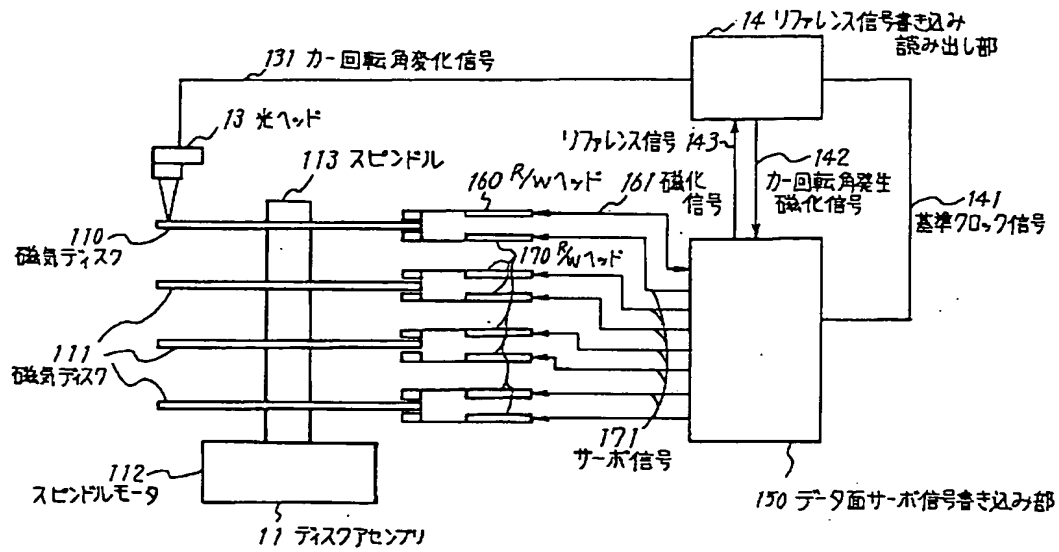 14 リファレンス信号書き込み
読み出し部
131 カー回転角変化信号
13 光ヘッド
リファレンス信号 143
142
カー回転角発生
磁化信号
113 スピンドル
160 R/Wヘッド
161 磁化
信号
141
基準クロック信号
110
磁気ディスク
170 R/Wヘッド
111
磁気ディスク
171
サーボ信号
112
スピンドルモータ
11 ディスクアセンブリ
150 データ面サーボ信号書き込み部